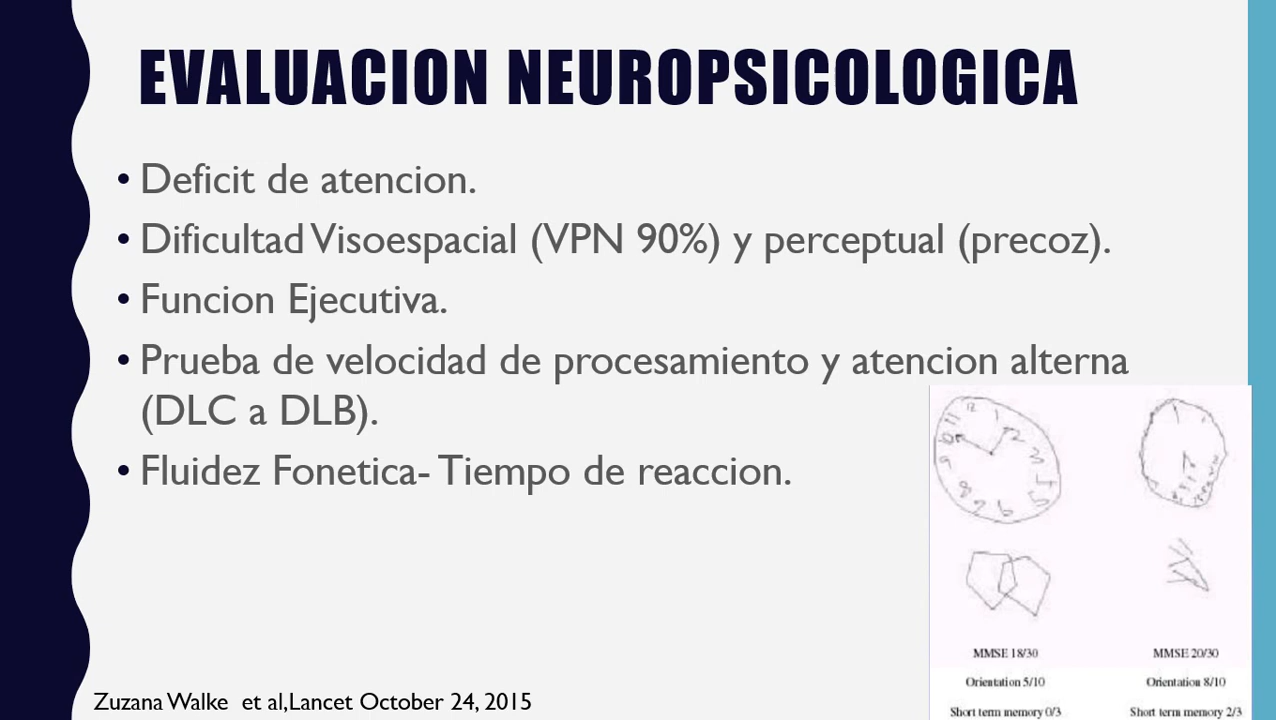 EVALUACION NEUROPSICOLOGICA
• Deficit de atencion.
• Dificultad Visoespacial (VPN 90%) y perceptual (precoz).
• Funcion Ejecutiva.
• Prueba de velocidad de procesamiento y atencion alterna
(DLC a DLB).
• Fluidez Fonetica- Tiempo de reaccion.
MMSE 18/30 MMSE 20/30
Orientation 5/10 Orientation 8/10
Short term memory 0/3 Short term memory 2/3
Zuzana Walke et al,Lancet October 24, 2015